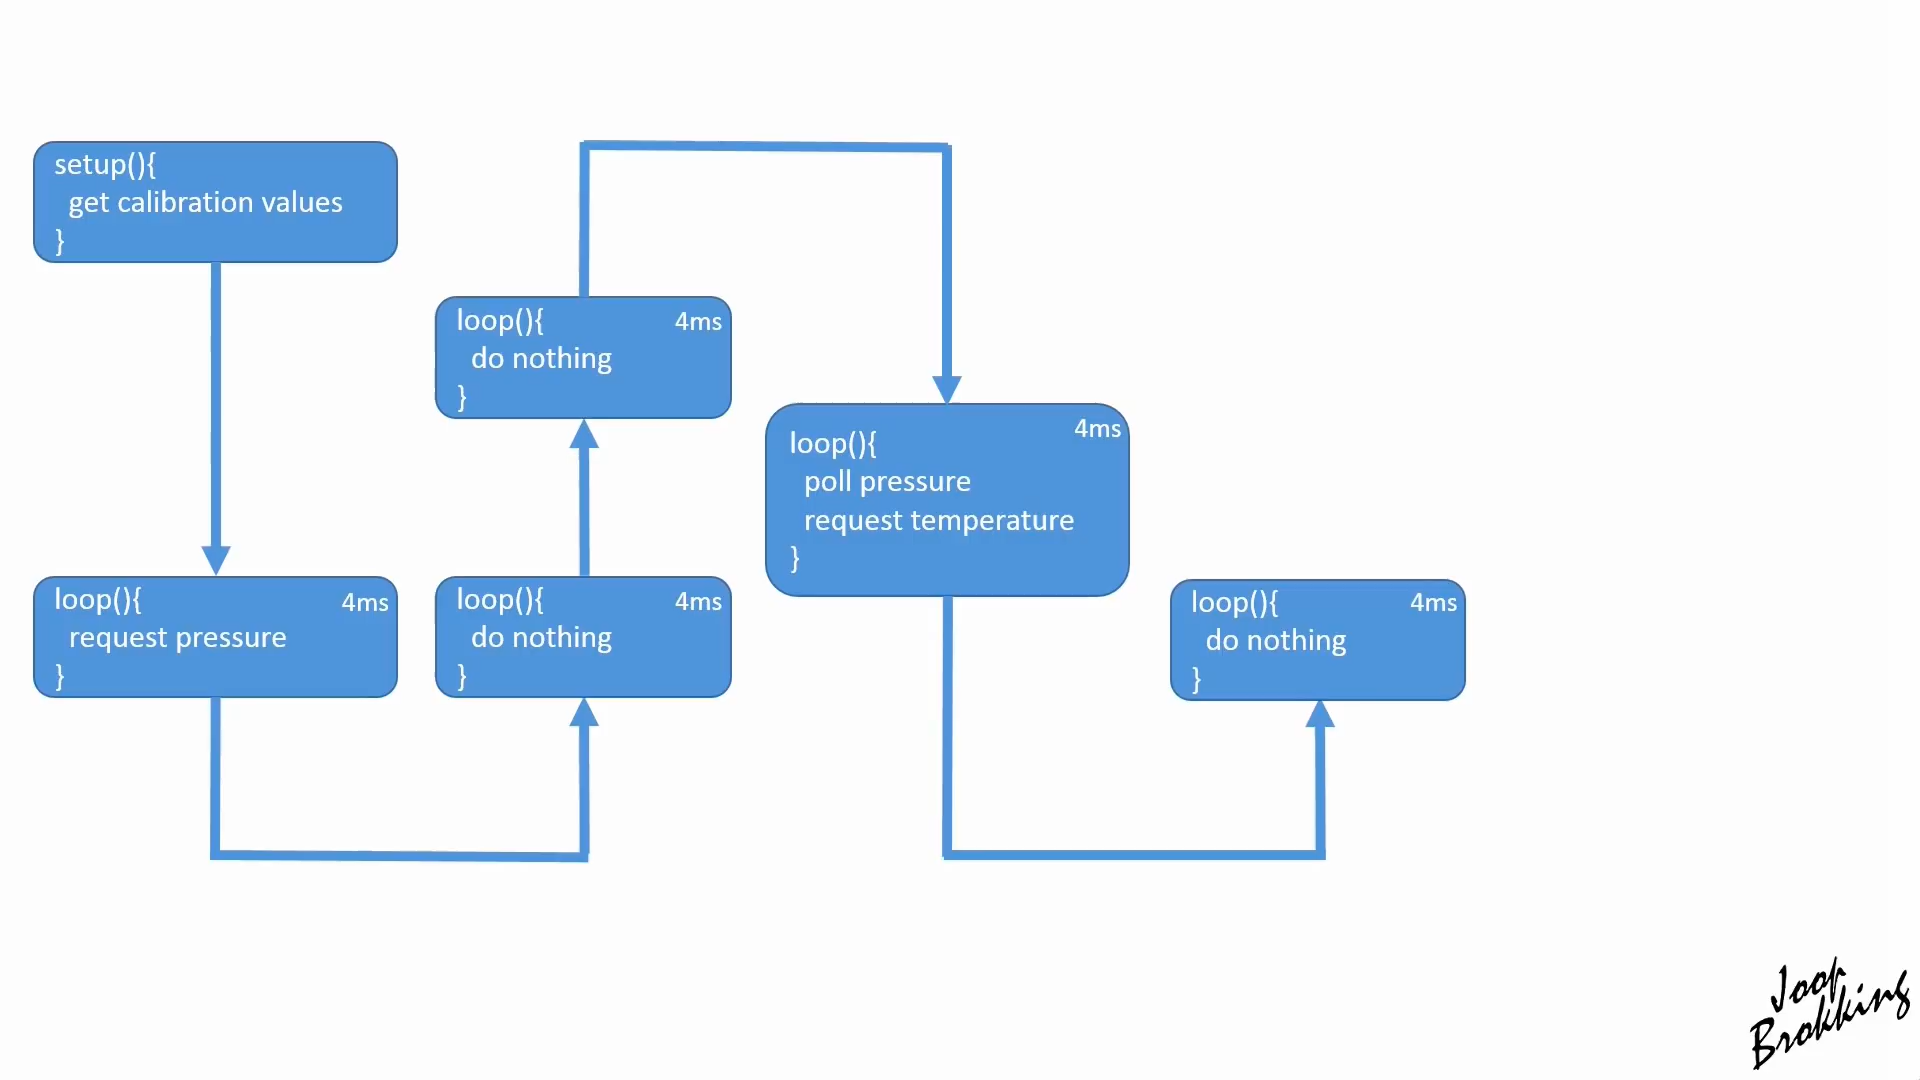 setup(){
get calibration values
}
loop(){ 4ms
request pressure
}
loop(){ 4ms
do nothing
}
loop(){ 4ms
do nothing
}
4ms
loop(){
poll pressure
request temperature
}
loop(){ 4ms
do nothing
}
Joop
Brokking